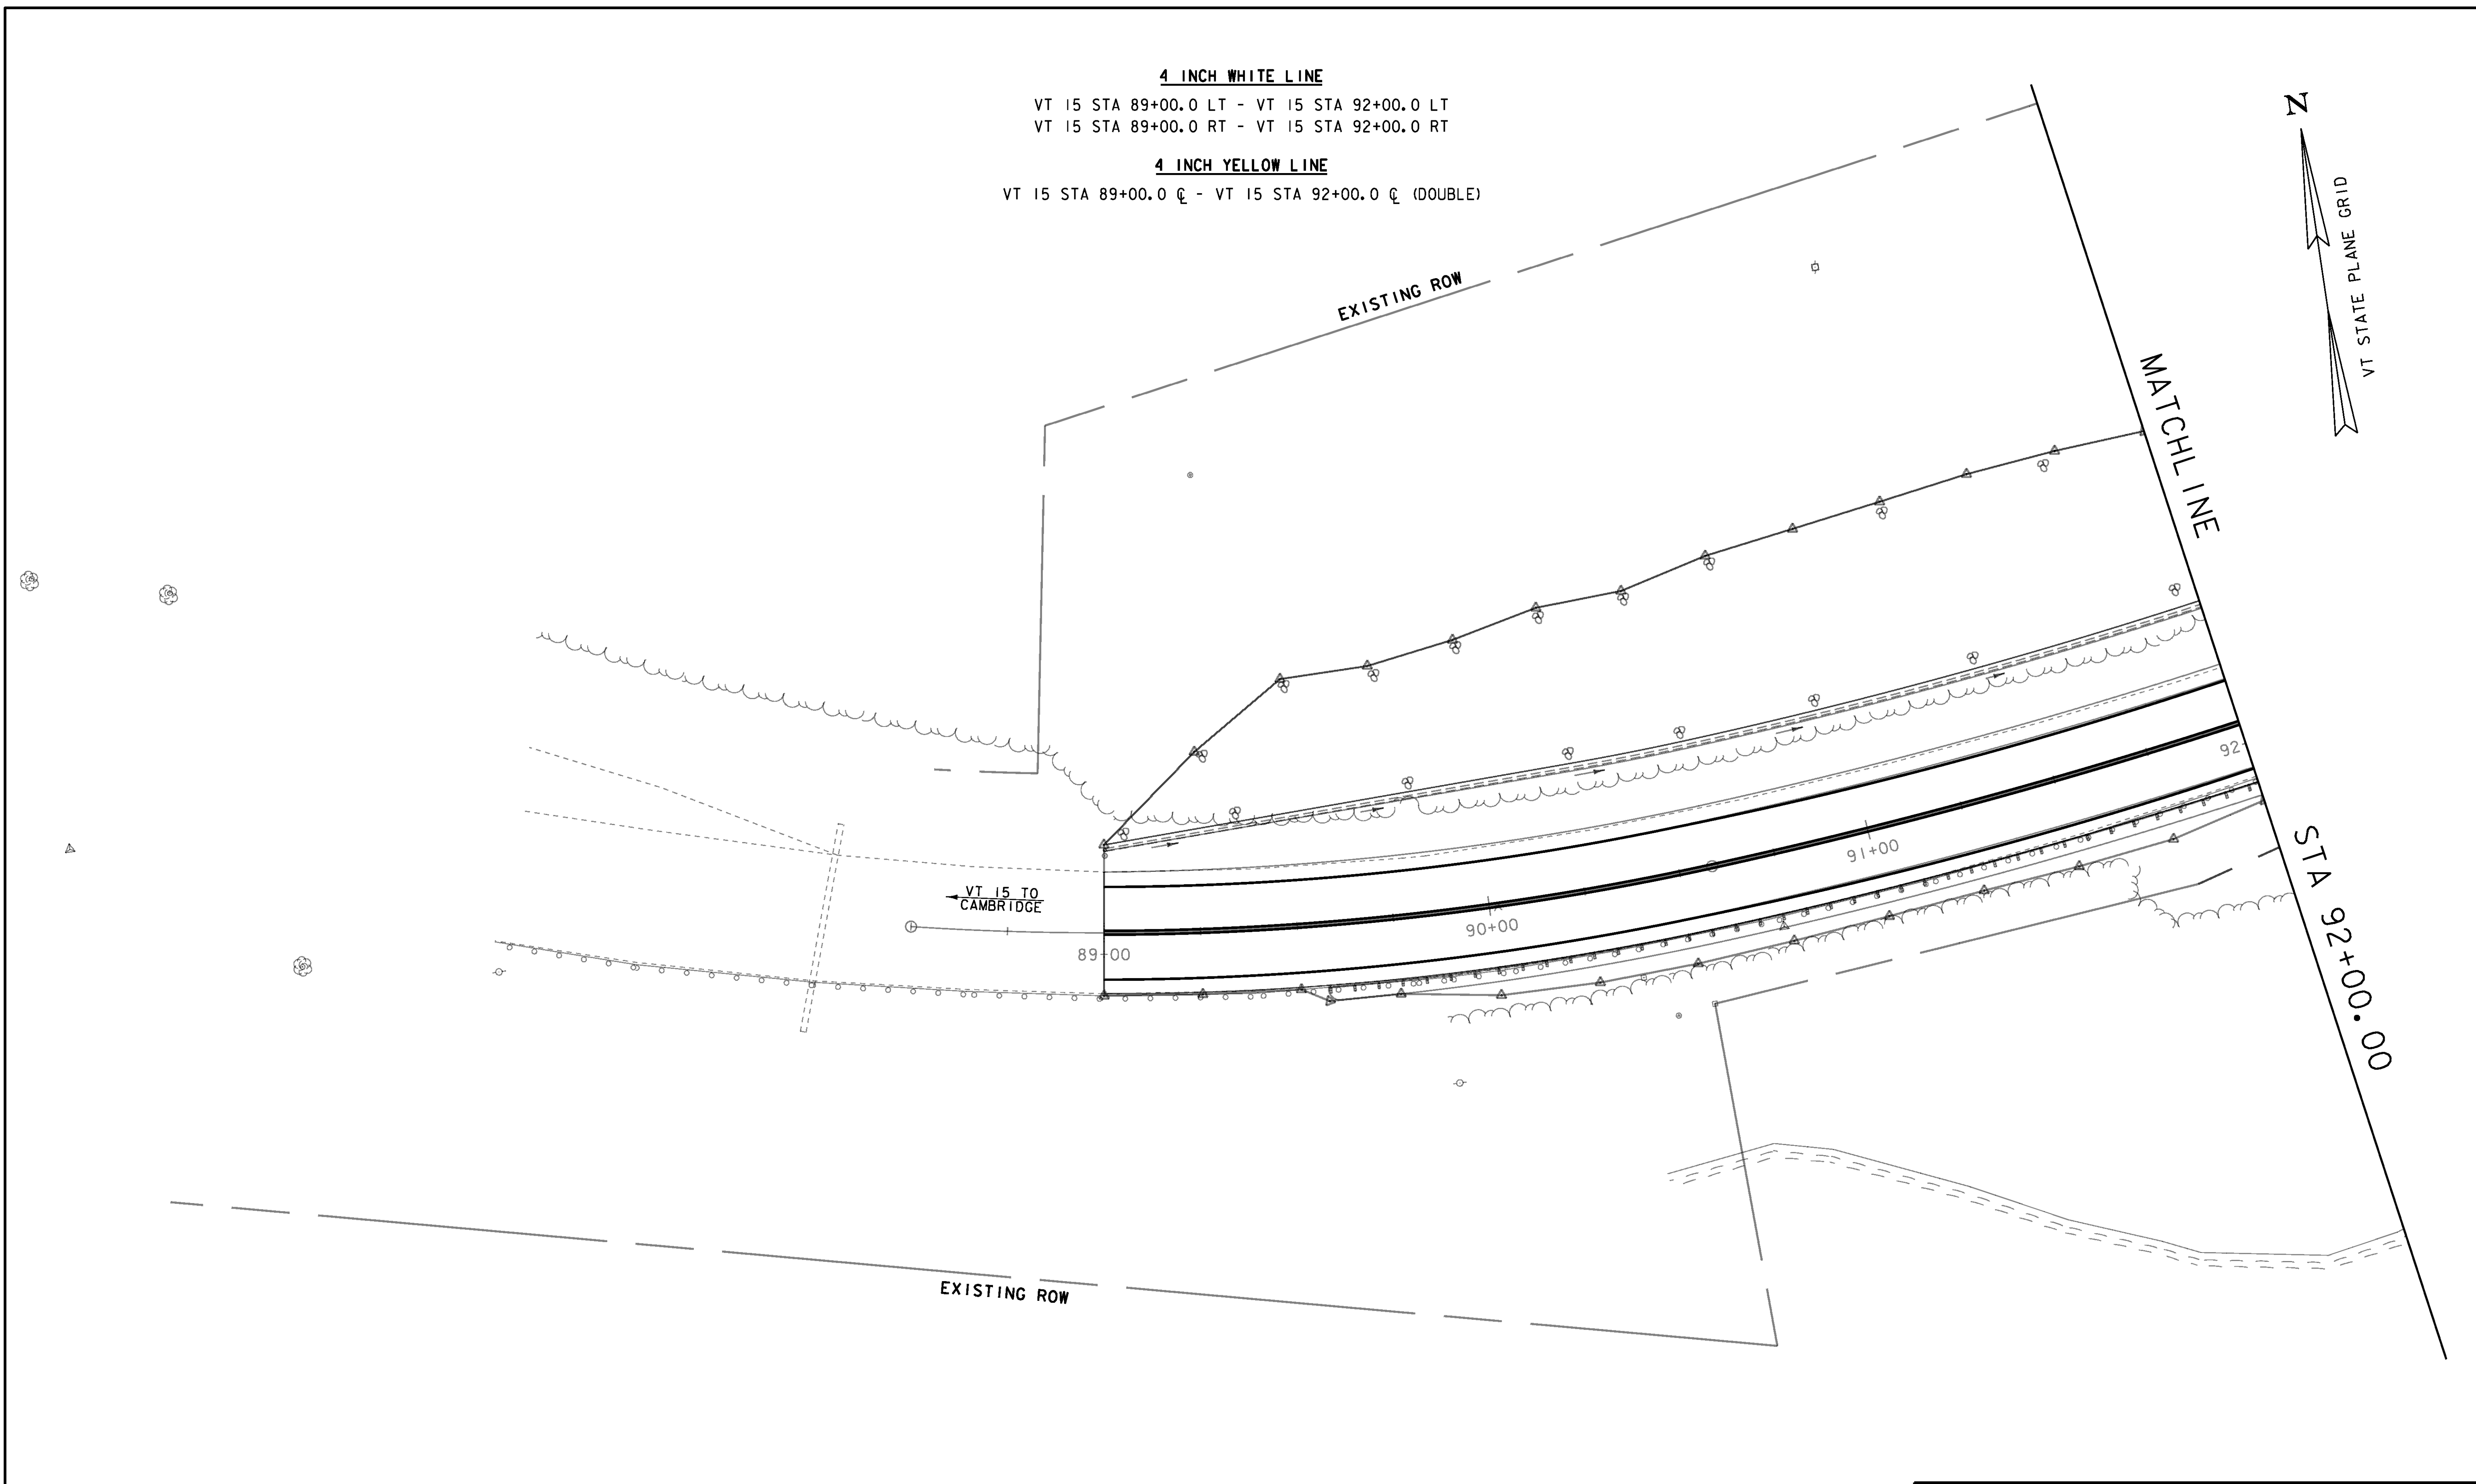 4 INCH WHITE LINE
VT 15 STA 89+00.0 LT - VT 15 STA 92+00.0 LT
VT 15 STA 89+00.0 RT - VT 15 STA 92+00.0 RT
4 INCH YELLOW LINE
VT 15 STA 89+00.0 ℄ - VT 15 STA 92+00.0 ℄ (DOUBLE)
N
VT STATE PLANE GRID
EXISTING ROW
MATCHLINE
STA 92+00.00
92
91+00
90+00
89+00
VT 15 TO
CAMBRIDGE
EXISTING ROW